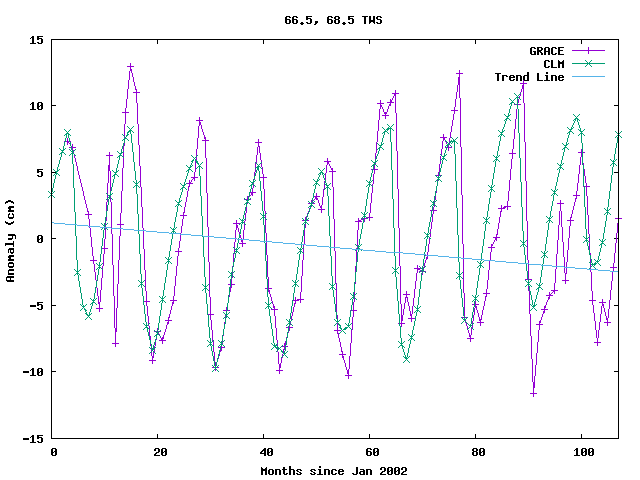 66.5, 68.5 TWS
GRACE
CLM
Trend Line
15
10
5
0
-5
-10
-15
Anomaly (cm)
0 20 40 60 80 100
Months since Jan 2002